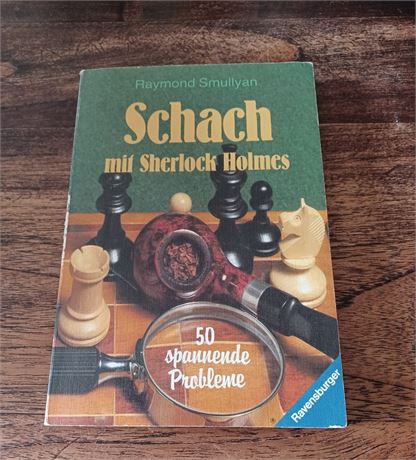 Raymond Smullyan
Schach
mit Sherlock Holmes
50
spannende
Probleme
Ravensburger